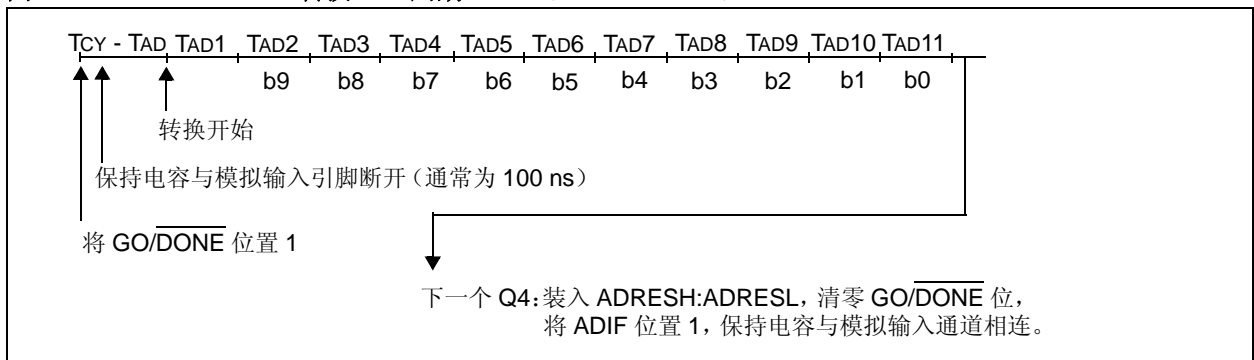 TCY - TAD TAD1 TAD2 TAD3 TAD4 TAD5 TAD6 TAD7 TAD8 TAD9 TAD10 TAD11
b9 b8 b7 b6 b5 b4 b3 b2 b1 b0
转换开始
保持电容与模拟输入引脚断开（通常为 100 ns）
将 GO/DONE 位置 1
下一个 Q4：装入 ADRESH:ADRESL，清零 GO/DONE 位，
将 ADIF 位置 1，保持电容与模拟输入通道相连。